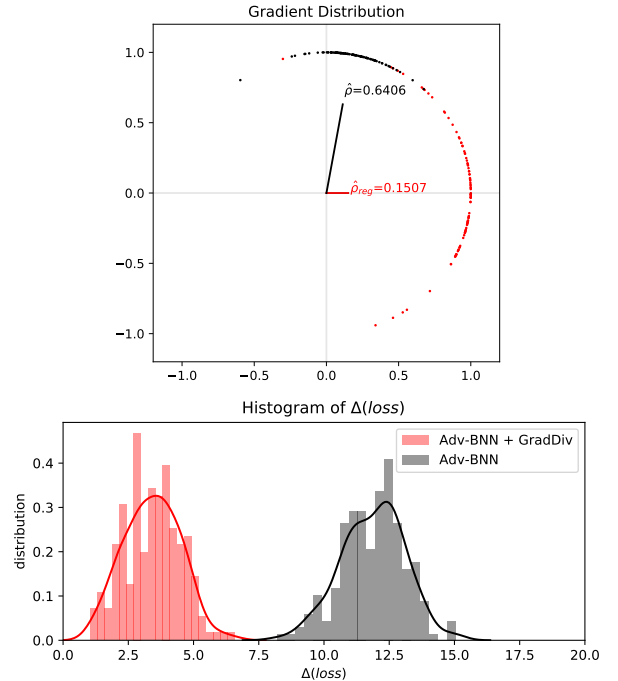 Gradient Distribution
1.0
0.5
0.0
−0.5
−1.0
ρ̂=0.6406
ρ̂reg=0.1507
−1.0 −0.5 0.0 0.5 1.0
Histogram of Δ(loss)
distribution
0.4
0.3
0.2
0.1
0.0
Adv-BNN + GradDiv
Adv-BNN
0.0 2.5 5.0 7.5 10.0 12.5 15.0 17.5 20.0
Δ(loss)